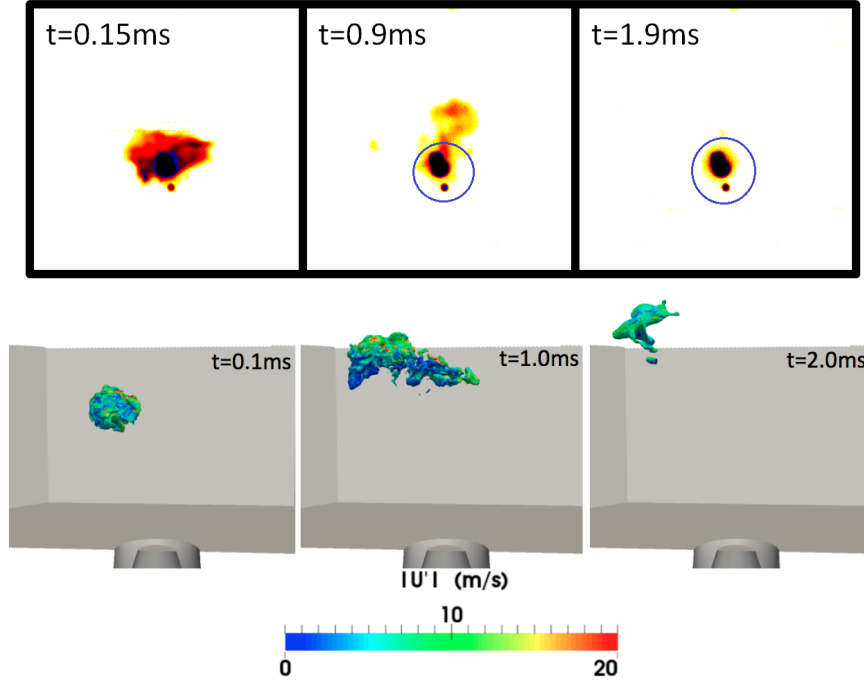 t=0.15ms
t=0.9ms
t=1.9ms
t=0.1ms
t=1.0ms
t=2.0ms
|U'| (m/s)
10
0
20